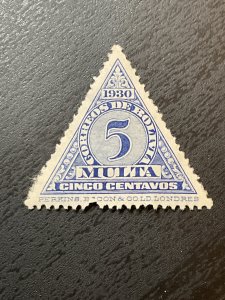 1930
CORREOS DE BOLIVIA
5
MULTA
CINCO CENTAVOS
PERKINS, BACON & CO LD. LONDRES